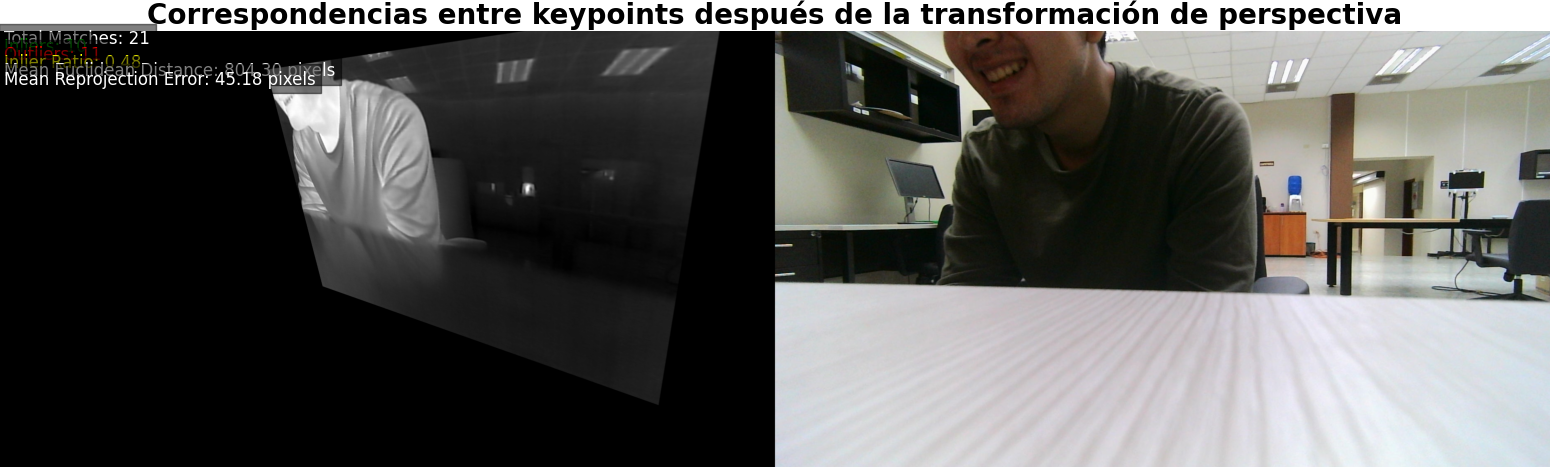 Correspondencias entre keypoints después de la transformación de perspectiva
Total Matches: 21
Outliers: 11
Inlier Ratio: 0.48
Mean Euclidean Distance: 804.30 pixels
Mean Reprojection Error: 45.18 pixels